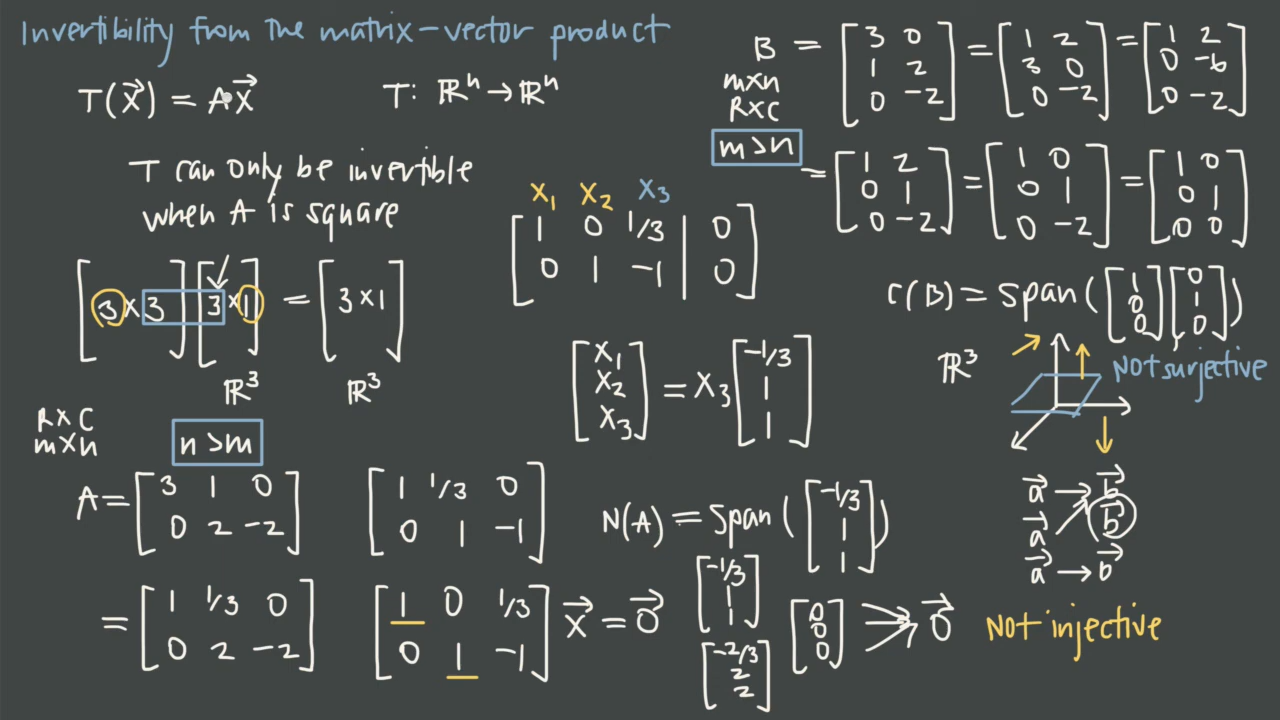 Invertibility from the matrix-vector product
T(x⃗) = Ax⃗    T: ℝⁿ → ℝⁿ
T can only be invertible
when A is square
[3 × 3] [3 × 1] = [3 × 1]
ℝ³    ℝ³
R × C
m × n
n > m
A = [3 1 0; 0 2 -2]
[1 1/3 0; 0 1 -1]
= [1 1/3 0; 0 2 -2]
[1 0 1/3; 0 1 -1] x⃗ = 0⃗
x₁ x₂ x₃
[1 0 1/3 | 0; 0 1 -1 | 0]
[x₁; x₂; x₃] = x₃ [-1/3; 1; 1]
N(A) = Span([-1/3; 1; 1])
[-1/3; 1; 1]
[-2/3; 2; 2]
[0; 0; 0] → 0⃗
Not injective
B = [3 0; 1 2; 0 -2] = [1 2; 3 0; 0 -2] = [1 2; 0 -6; 0 -2]
m × n
R × C
m > n
= [1 2; 0 1; 0 -2] = [1 0; 0 1; 0 -2] = [1 0; 0 1; 0 0]
C(B) = Span([1; 0; 0] [0; 1; 0])
ℝ³
Not surjective
a⃗ → b⃗
a⃗ b⃗
a⃗ → b⃗